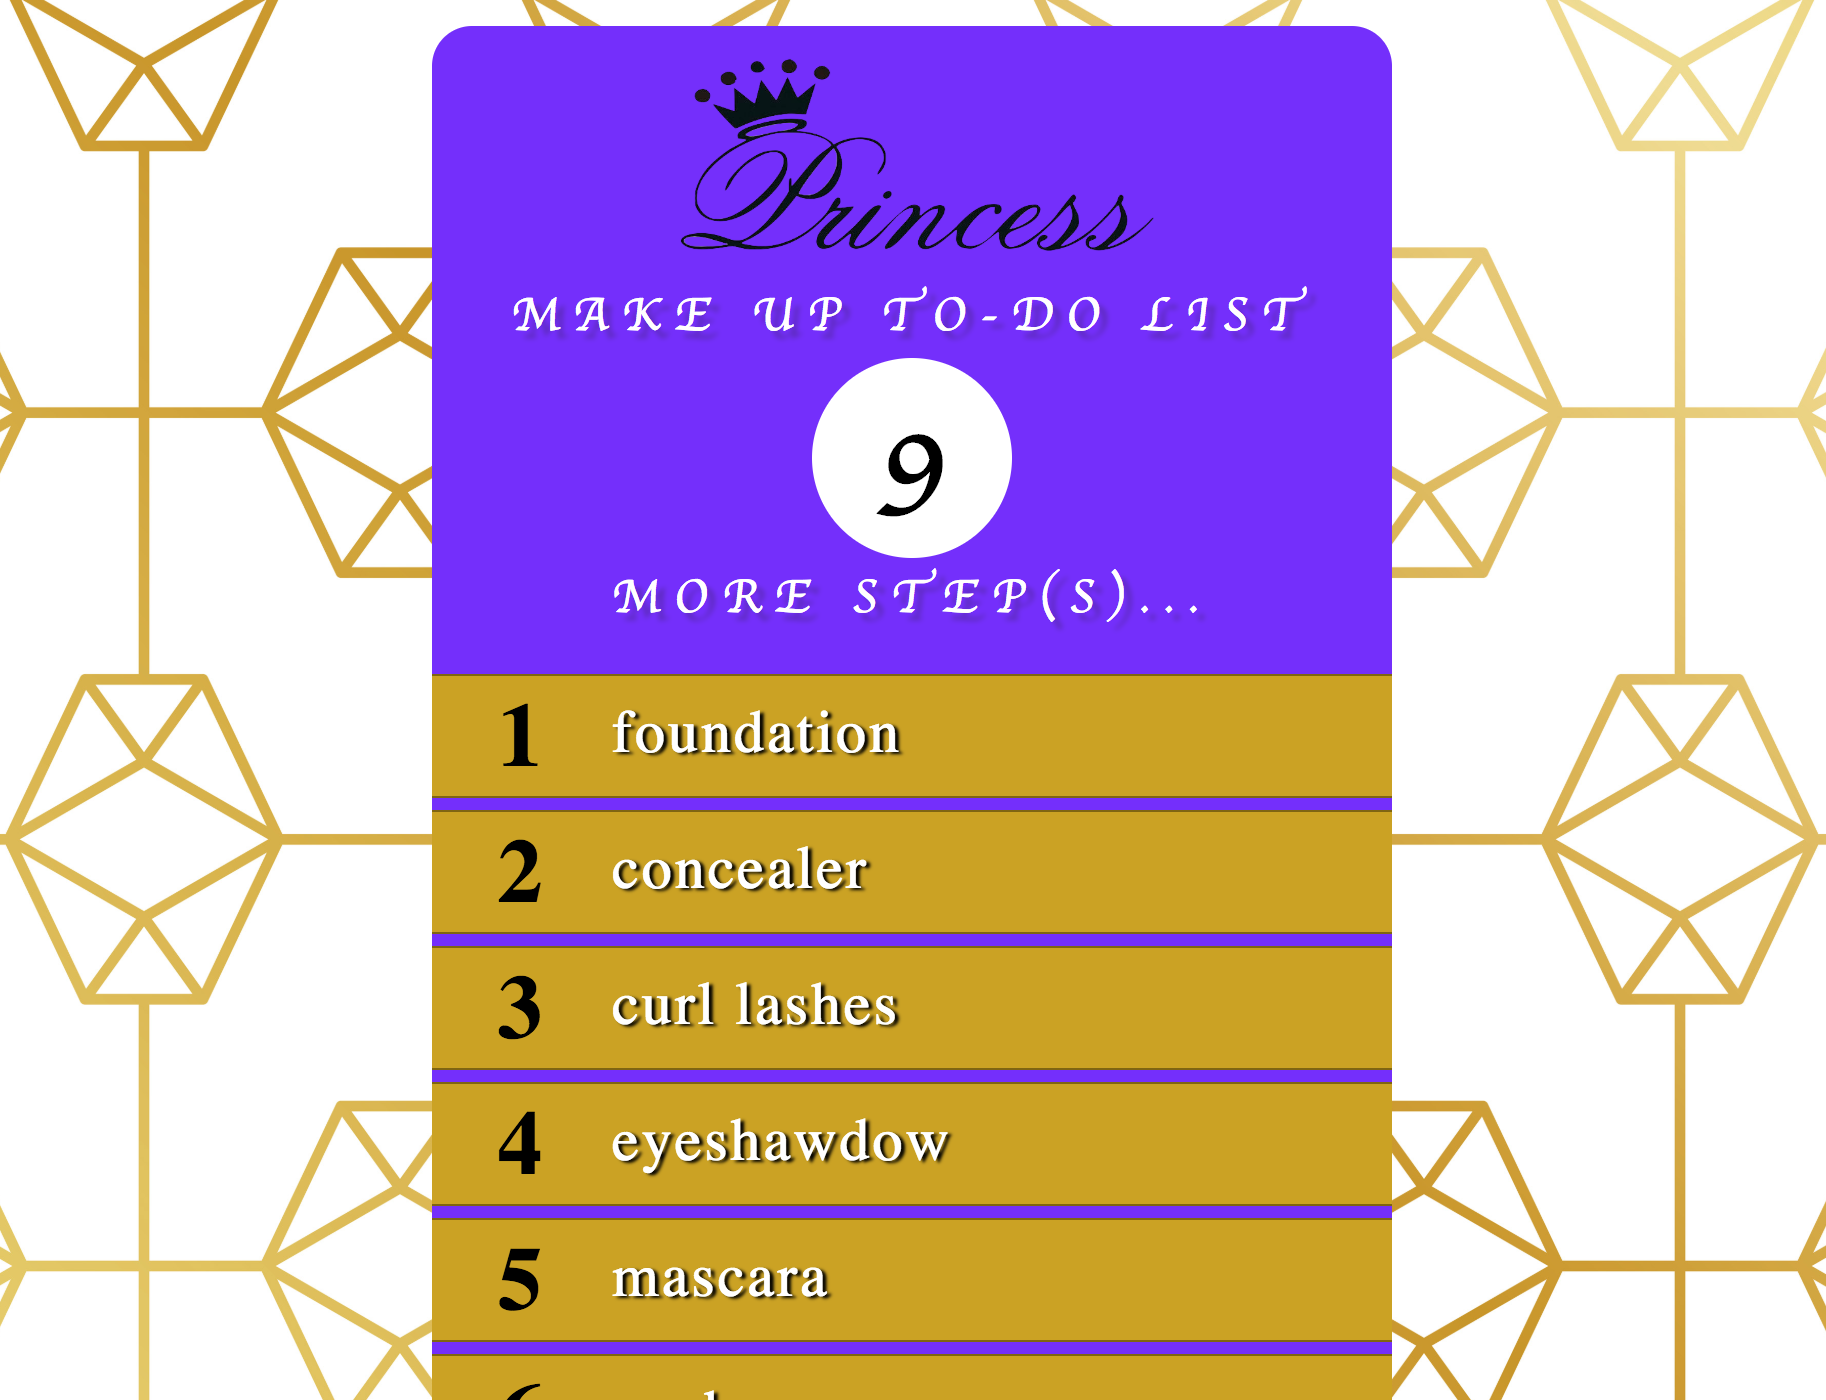 Princess
MAKE UP TO-DO LIST
9
MORE STEP(S)...
1 foundation
2 concealer
3 curl lashes
4 eyeshawdow
5 mascara